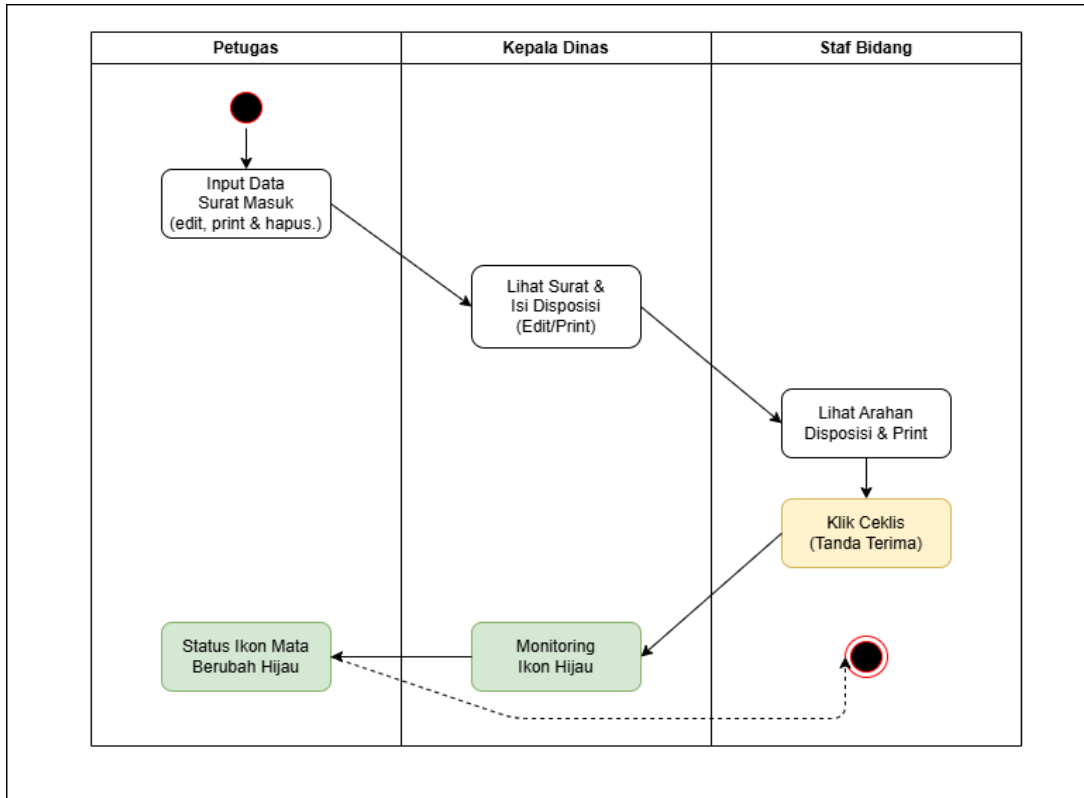 Petugas
Kepala Dinas
Staf Bidang
Input Data
Surat Masuk
(edit, print & hapus.)
Lihat Surat &
Isi Disposisi
(Edit/Print)
Lihat Arahan
Disposisi & Print
Klik Ceklis
(Tanda Terima)
Status Ikon Mata
Berubah Hijau
Monitoring
Ikon Hijau